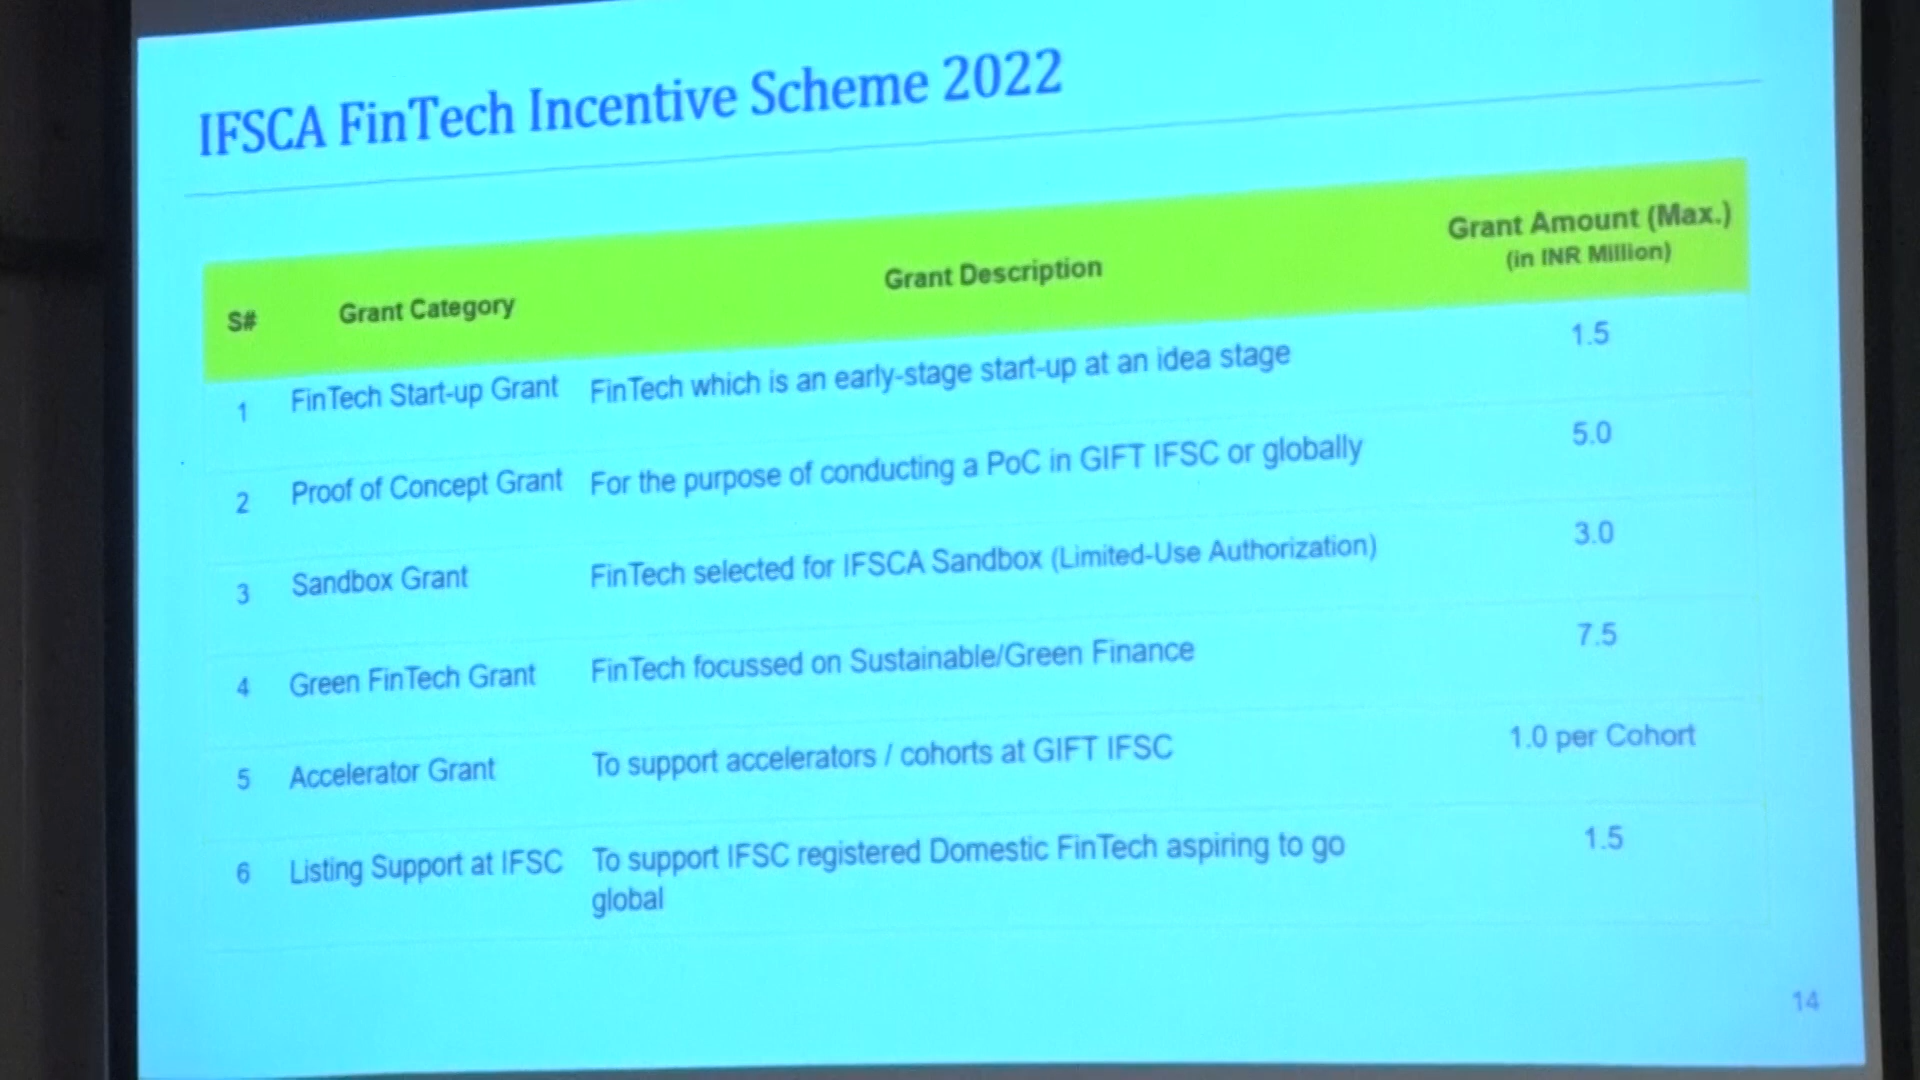 IFSCA FinTech Incentive Scheme 2022
S# Grant Category Grant Description Grant Amount (Max.)
(in INR Million)
1 FinTech Start-up Grant FinTech which is an early-stage start-up at an idea stage 1.5
2 Proof of Concept Grant For the purpose of conducting a PoC in GIFT IFSC or globally 5.0
3 Sandbox Grant FinTech selected for IFSCA Sandbox (Limited-Use Authorization) 3.0
4 Green FinTech Grant FinTech focussed on Sustainable/Green Finance 7.5
5 Accelerator Grant To support accelerators / cohorts at GIFT IFSC 1.0 per Cohort
6 Listing Support at IFSC To support IFSC registered Domestic FinTech aspiring to go 1.5
global
14